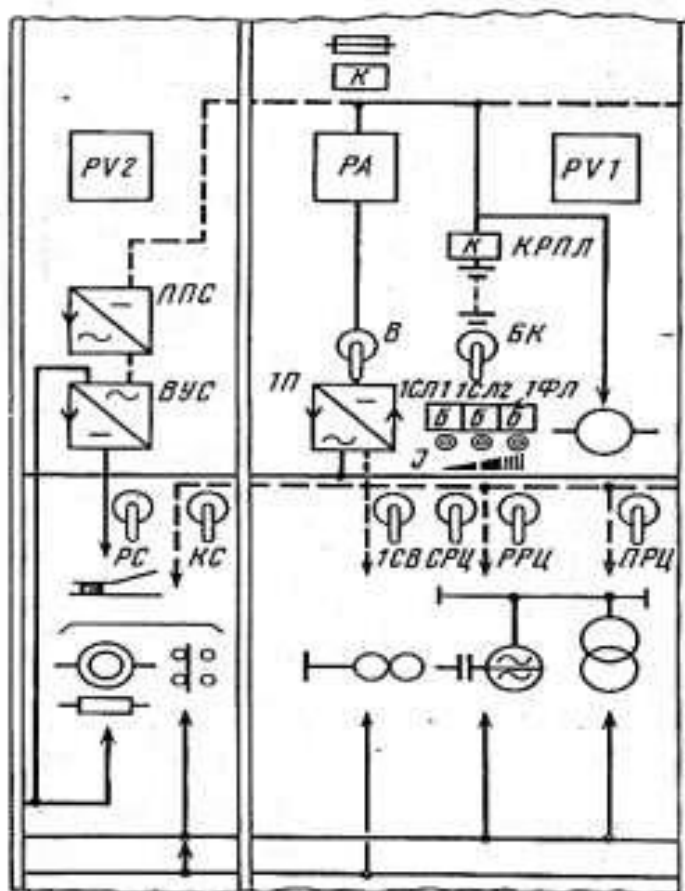 К
PV2
PA
PV1
К КРПЛ
ППС
В БК
ВУС
1П 1СЛ1 1СЛ2 1ФЛ
Б Б Б
J
РС КС 1СВ СРЦ РРЦ ПРЦ